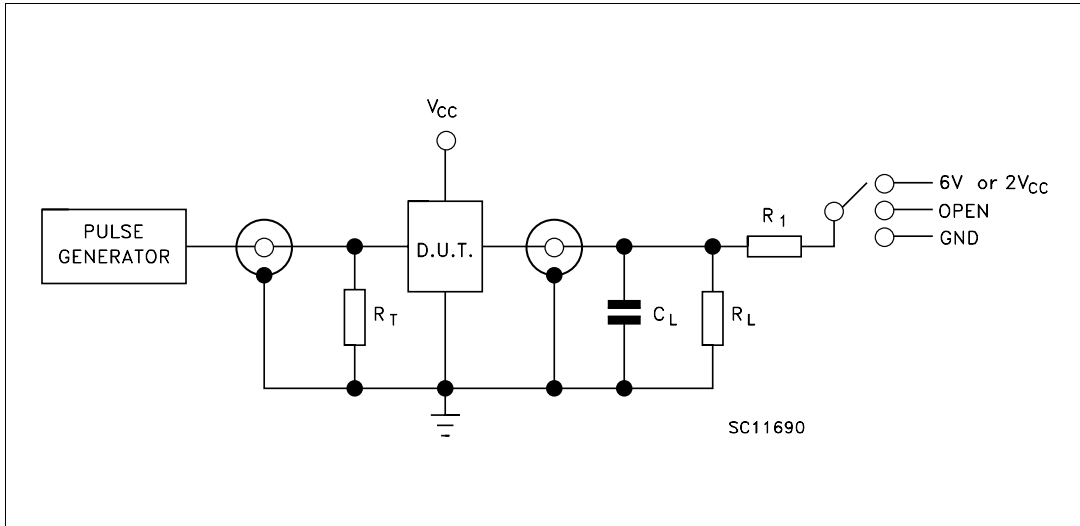 VCC
PULSE
GENERATOR
D.U.T.
RT
CL
RL
R1
6V or 2VCC
OPEN
GND
SC11690